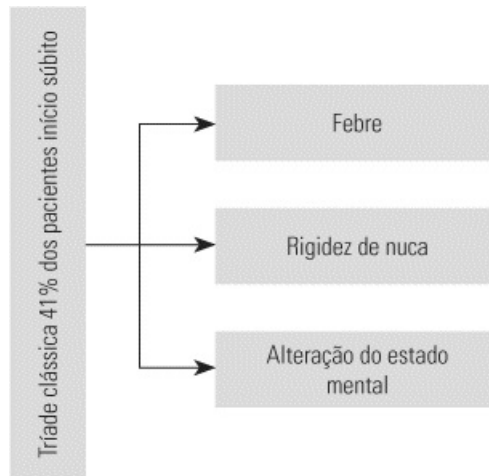 Tríade clássica 41% dos pacientes início súbito
Febre
Rigidez de nuca
Alteração do estado
mental